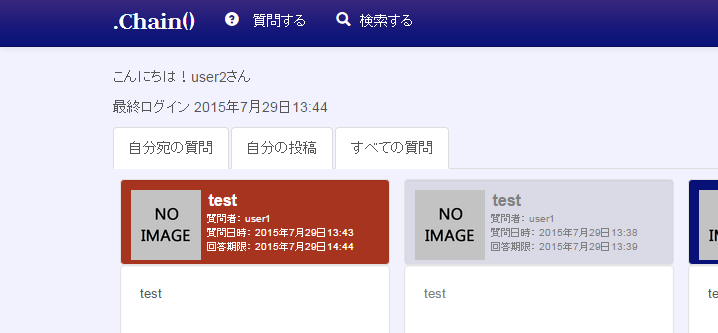 .Chain() 質問する 検索する
こんにちは！user2さん
最終ログイン 2015年7月29日13:44
自分宛の質問 自分の投稿 すべての質問
NO IMAGE
test
質問者： user1
質問日時： 2015年7月29日13:43
回答期限： 2015年7月29日14:44
test
NO IMAGE
test
質問者： user1
質問日時： 2015年7月29日13:38
回答期限： 2015年7月29日13:39
test